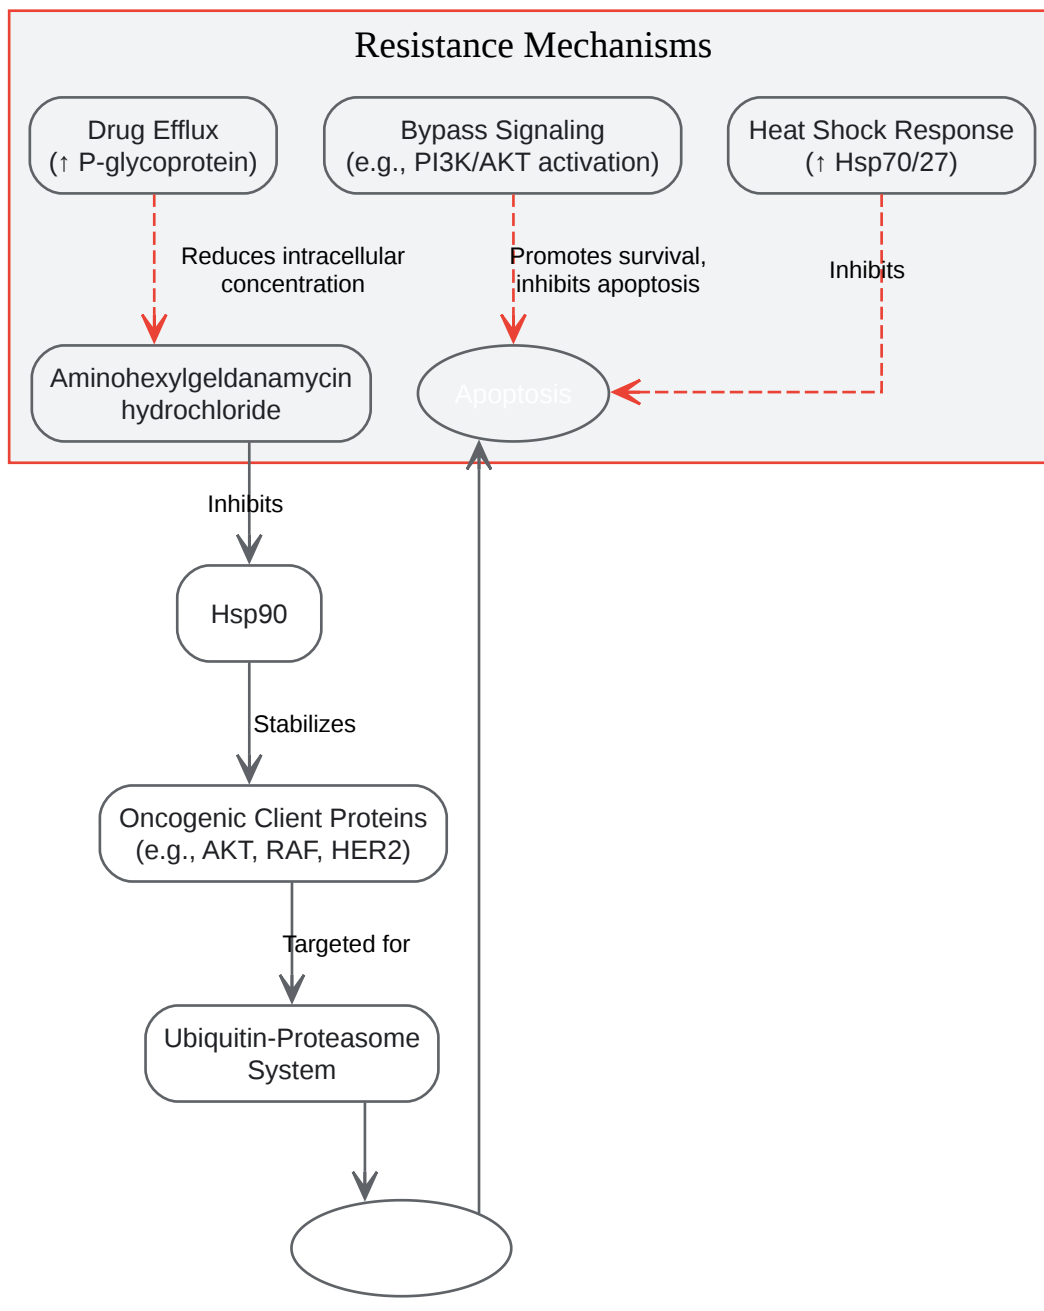 Resistance Mechanisms
Drug Efflux
(↑ P-glycoprotein)
Bypass Signaling
(e.g., PI3K/AKT activation)
Heat Shock Response
(↑ Hsp70/27)
Reduces intracellular
concentration
Promotes survival,
inhibits apoptosis
Inhibits
Aminohexylgeldanamycin
hydrochloride
Apoptosis
Inhibits
Hsp90
Stabilizes
Oncogenic Client Proteins
(e.g., AKT, RAF, HER2)
Targeted for
Ubiquitin-Proteasome
System